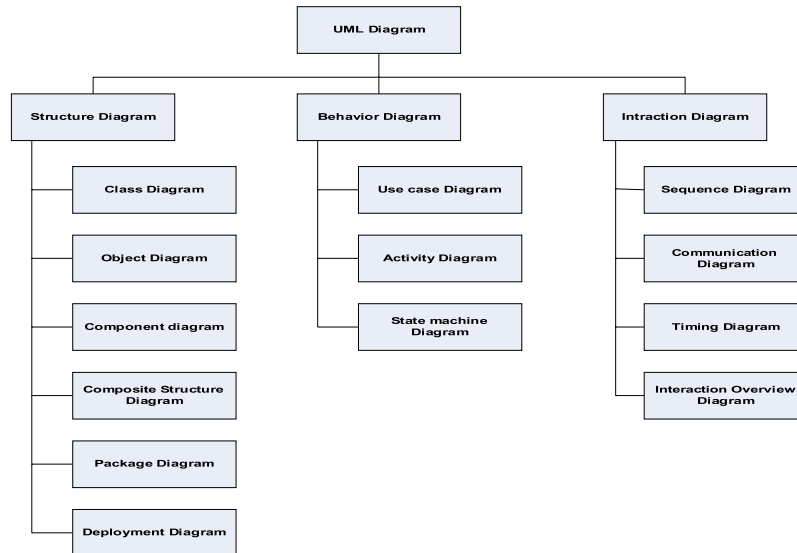 UML Diagram
Structure Diagram
Behavior Diagram
Intraction Diagram
Class Diagram
Use case Diagram
Sequence Diagram
Object Diagram
Activity Diagram
Communication
Diagram
Component diagram
State machine
Diagram
Timing Diagram
Composite Structure
Diagram
Interaction Overview
Diagram
Package Diagram
Deployment Diagram